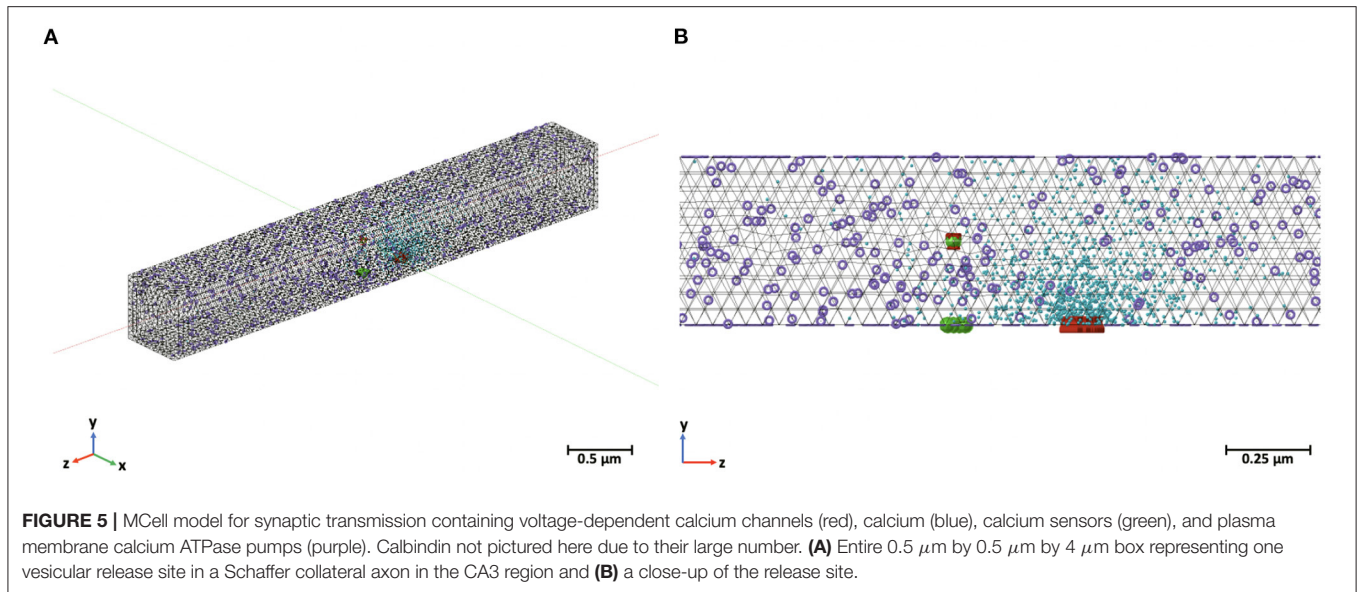 A
B
y
z
x
0.5 μm
y
z
0.25 μm
FIGURE 5 | MCell model for synaptic transmission containing voltage-dependent calcium channels (red), calcium (blue), calcium sensors (green), and plasma
membrane calcium ATPase pumps (purple). Calbindin not pictured here due to their large number. (A) Entire 0.5 μm by 0.5 μm by 4 μm box representing one
vesicular release site in a Schaffer collateral axon in the CA3 region and (B) a close-up of the release site.